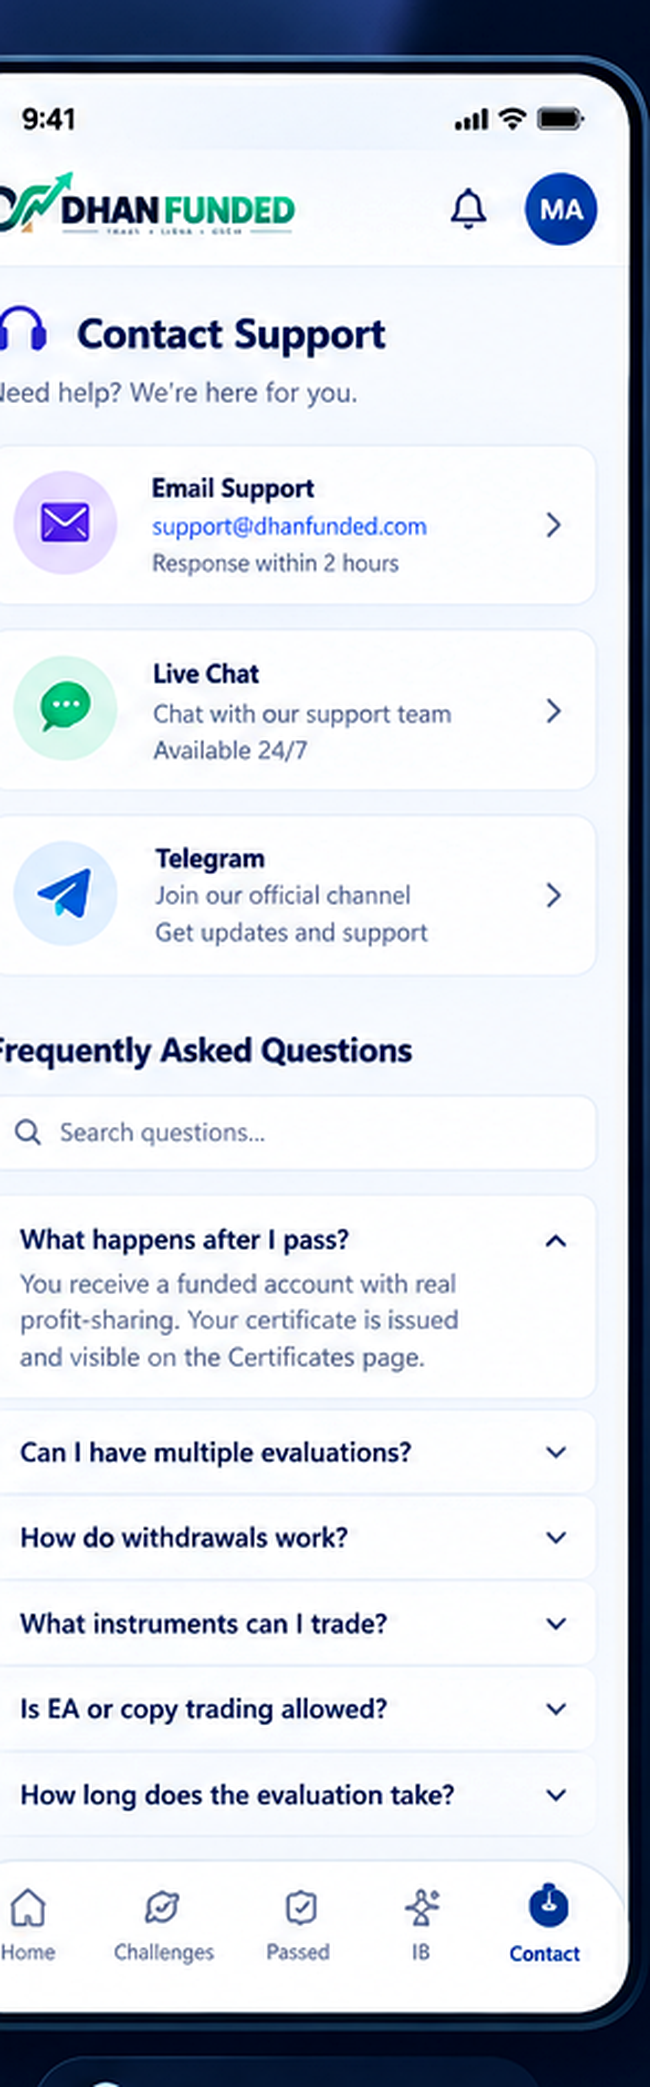 9:41
DHAN FUNDED
MA
Contact Support
Need help? We're here for you.
Email Support
support@dhanfunded.com
Response within 2 hours
Live Chat
Chat with our support team
Available 24/7
Telegram
Join our official channel
Get updates and support
Frequently Asked Questions
Search questions...
What happens after I pass?
You receive a funded account with real
profit-sharing. Your certificate is issued
and visible on the Certificates page.
Can I have multiple evaluations?
How do withdrawals work?
What instruments can I trade?
Is EA or copy trading allowed?
How long does the evaluation take?
Home
Challenges
Passed
IB
Contact